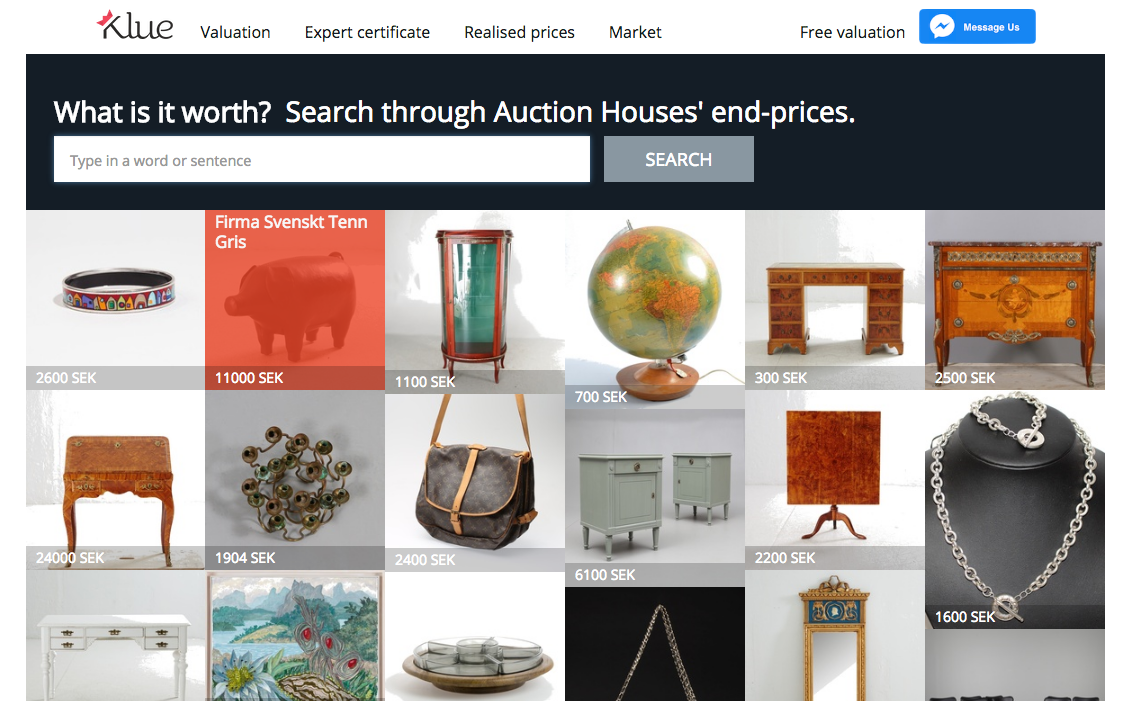 Klue
Valuation
Expert certificate
Realised prices
Market
Free valuation
Message Us
What is it worth? Search through Auction Houses' end-prices.
Type in a word or sentence
SEARCH
Firma Svenskt Tenn
Gris
2600 SEK
11000 SEK
1100 SEK
700 SEK
300 SEK
2500 SEK
24000 SEK
1904 SEK
2400 SEK
6100 SEK
2200 SEK
1600 SEK